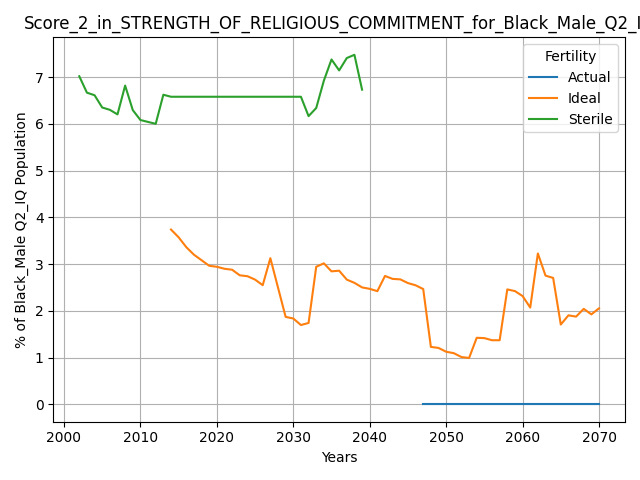 Score_2_in_STRENGTH_OF_RELIGIOUS_COMMITMENT_for_Black_Male_Q2_I
Fertility
Actual
Ideal
Sterile
% of Black_Male Q2_IQ Population
7
6
5
4
3
2
1
0
2000 2010 2020 2030 2040 2050 2060 2070
Years